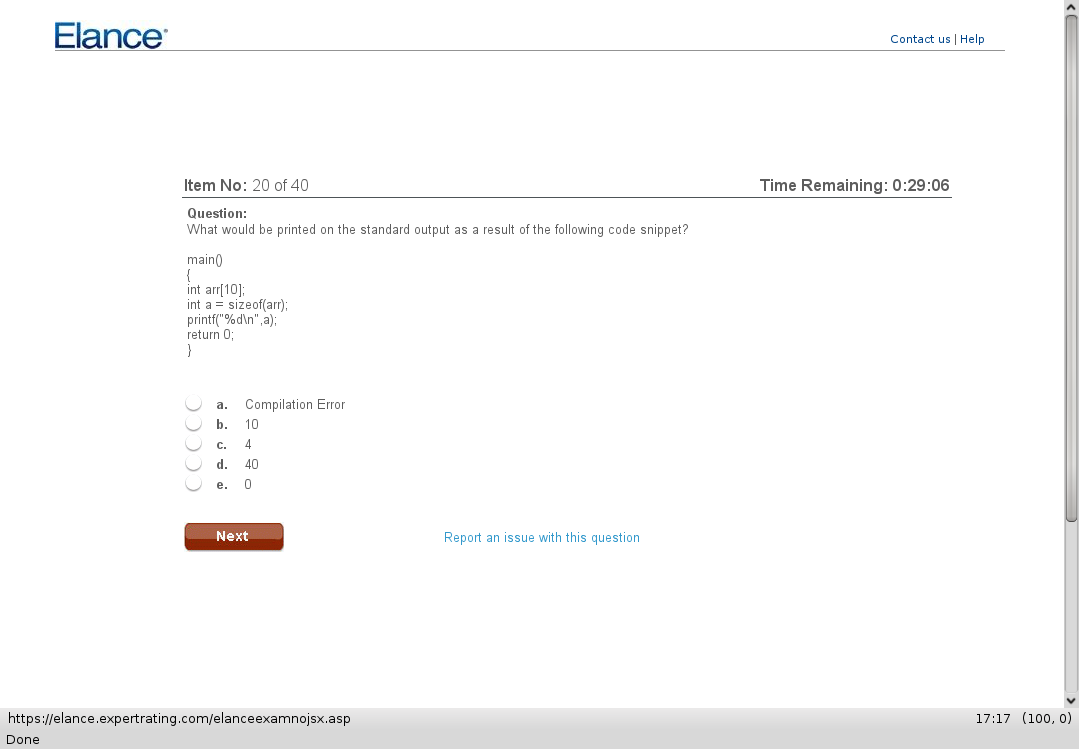 Elance
Contact us | Help
Item No: 20 of 40
Time Remaining: 0:29:06
Question:
What would be printed on the standard output as a result of the following code snippet?
main()
{
int arr[10];
int a = sizeof(arr);
printf("%d\n",a);
return 0;
}
a. Compilation Error
b. 10
c. 4
d. 40
e. 0
Next
Report an issue with this question
https://elance.expertrating.com/elanceexamnojsx.asp
17:17 (100, 0)
Done